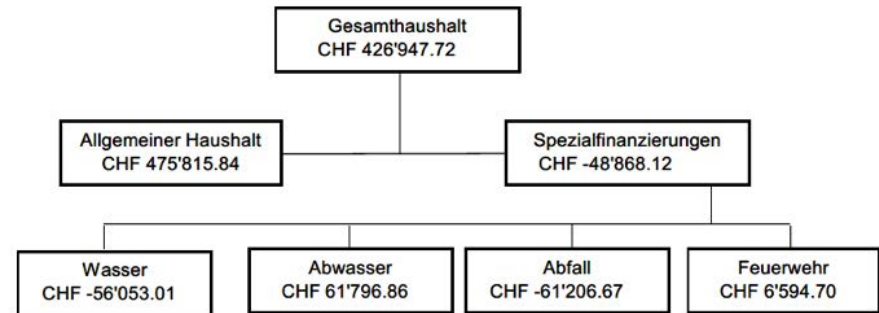 Gesamthaushalt
CHF 426'947.72
Allgemeiner Haushalt
CHF 475'815.84
Spezialfinanzierungen
CHF -48'868.12
Wasser
CHF -56'053.01
Abwasser
CHF 61'796.86
Abfall
CHF -61'206.67
Feuerwehr
CHF 6'594.70